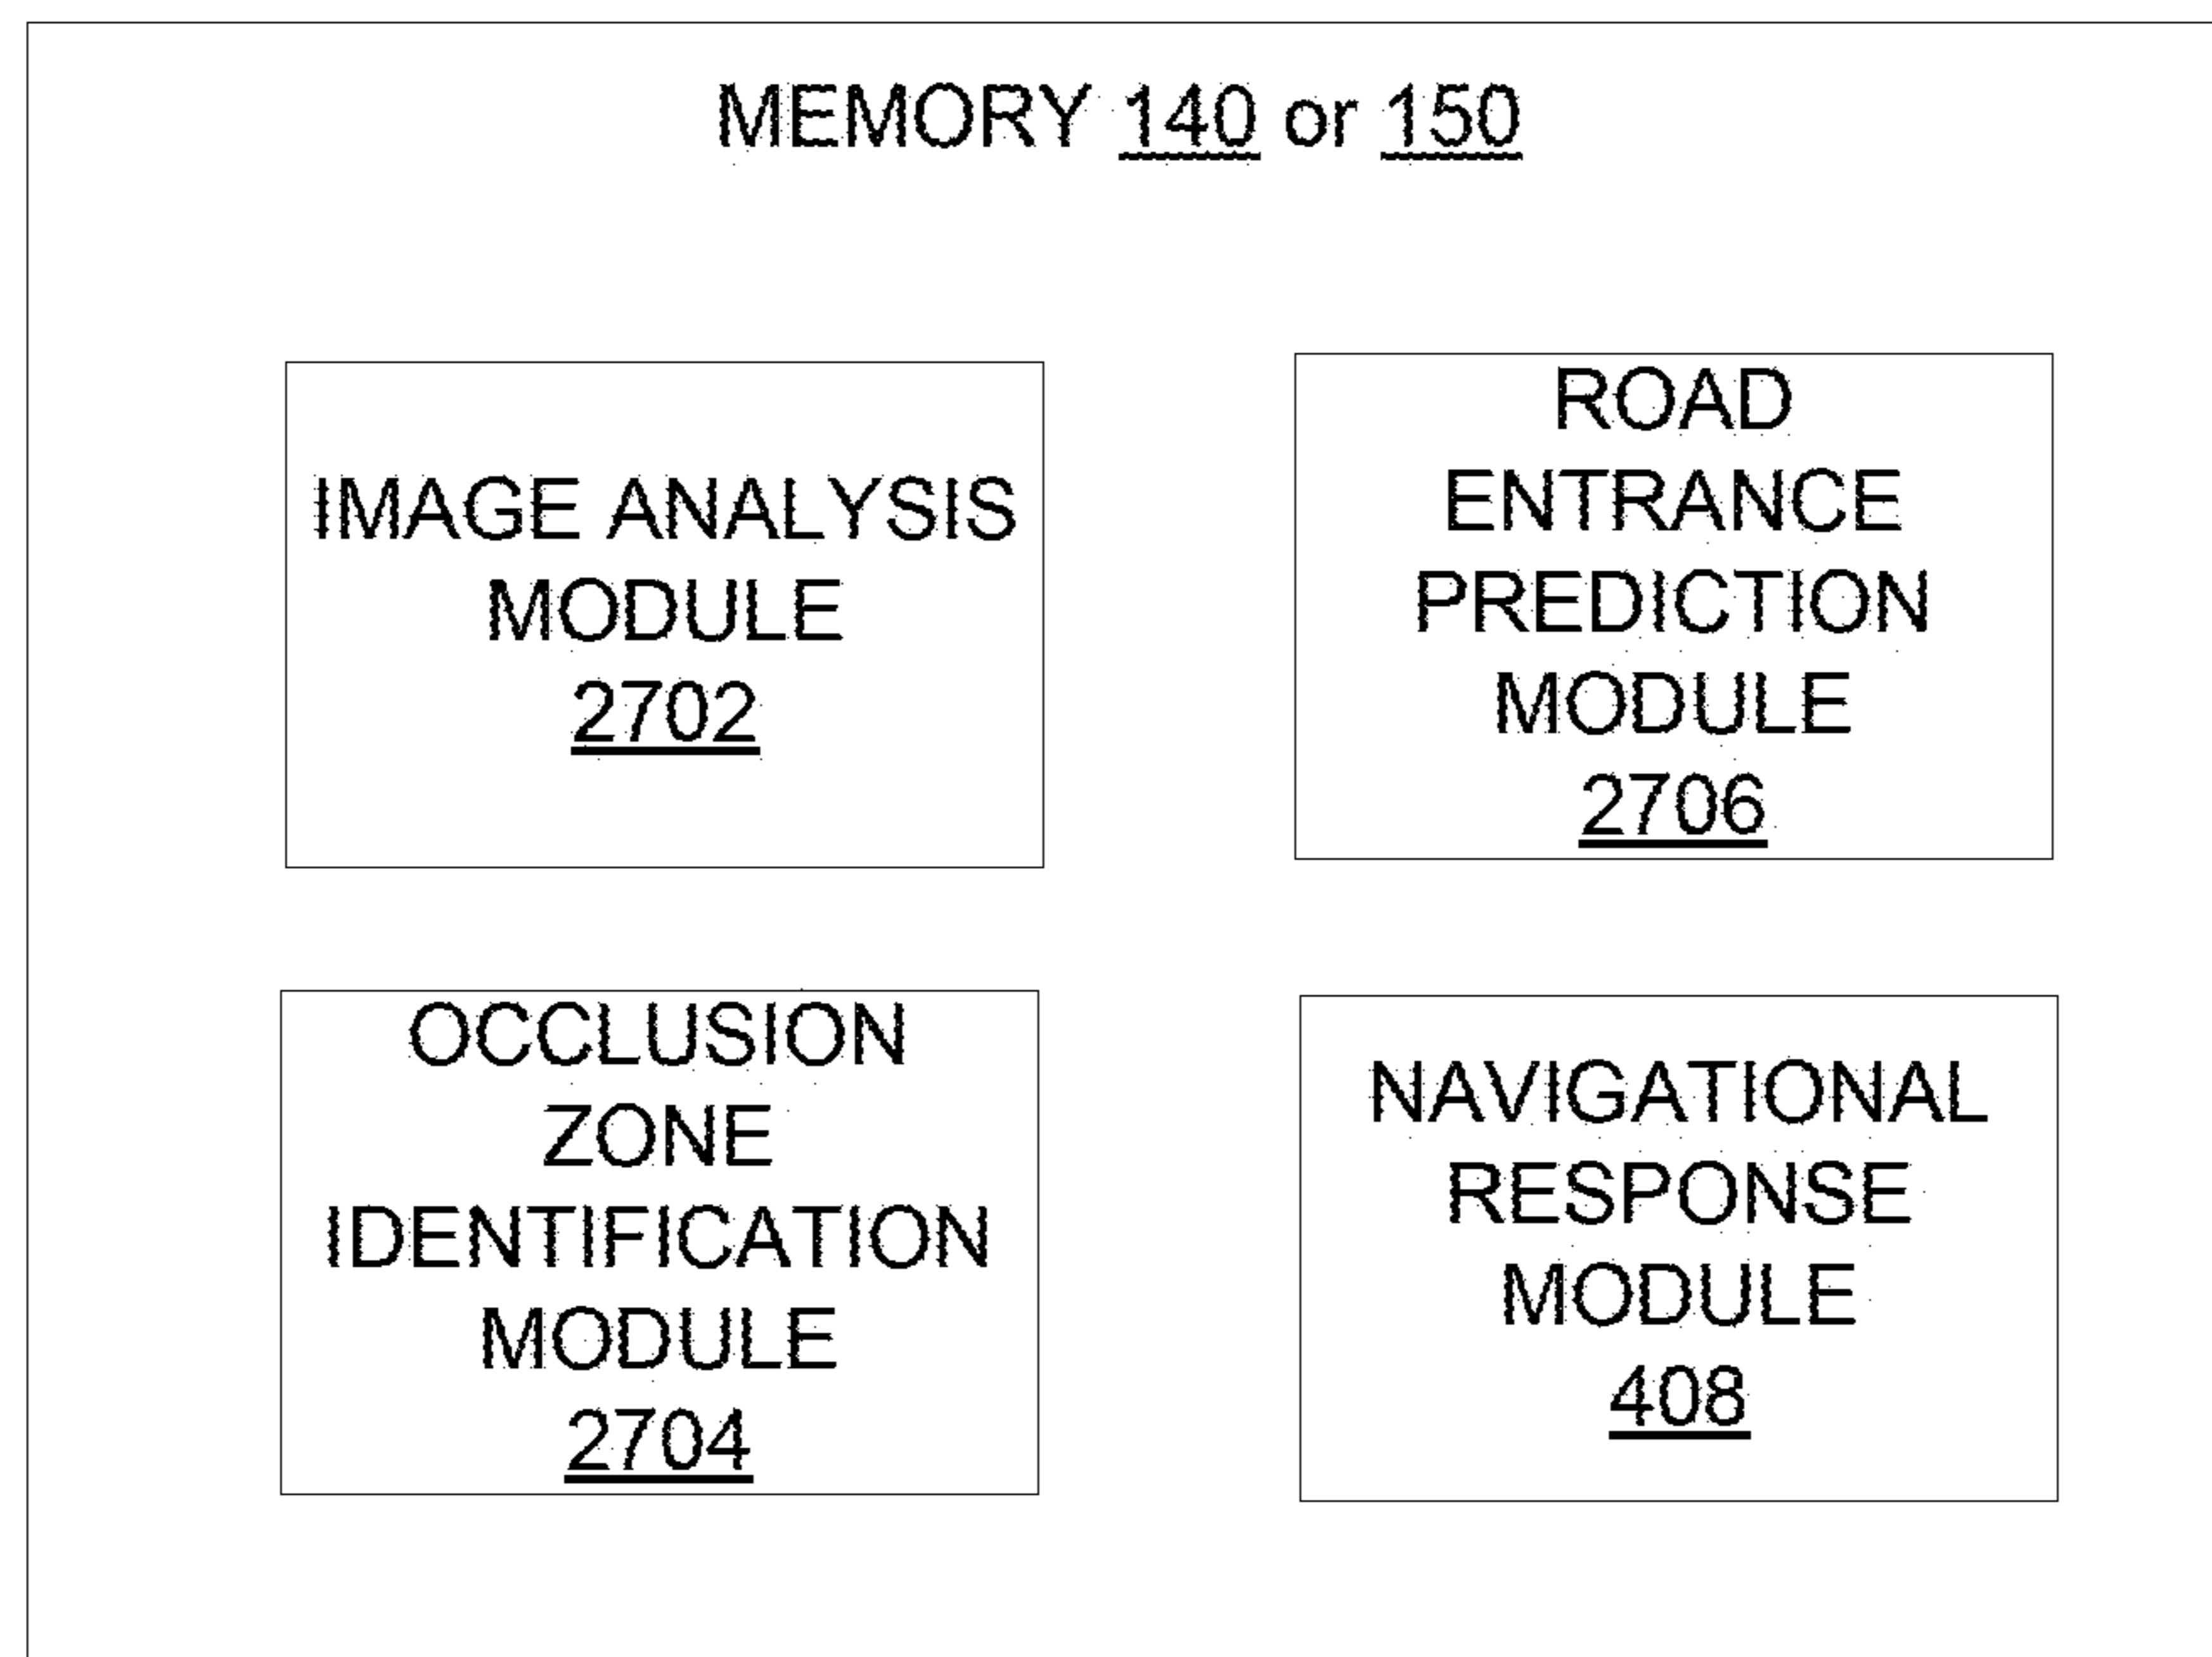 MEMORY 140 or 150
IMAGE ANALYSIS
MODULE
2702
ROAD
ENTRANCE
PREDICTION
MODULE
2706
OCCLUSION
ZONE
IDENTIFICATION
MODULE
2704
NAVIGATIONAL
RESPONSE
MODULE
408